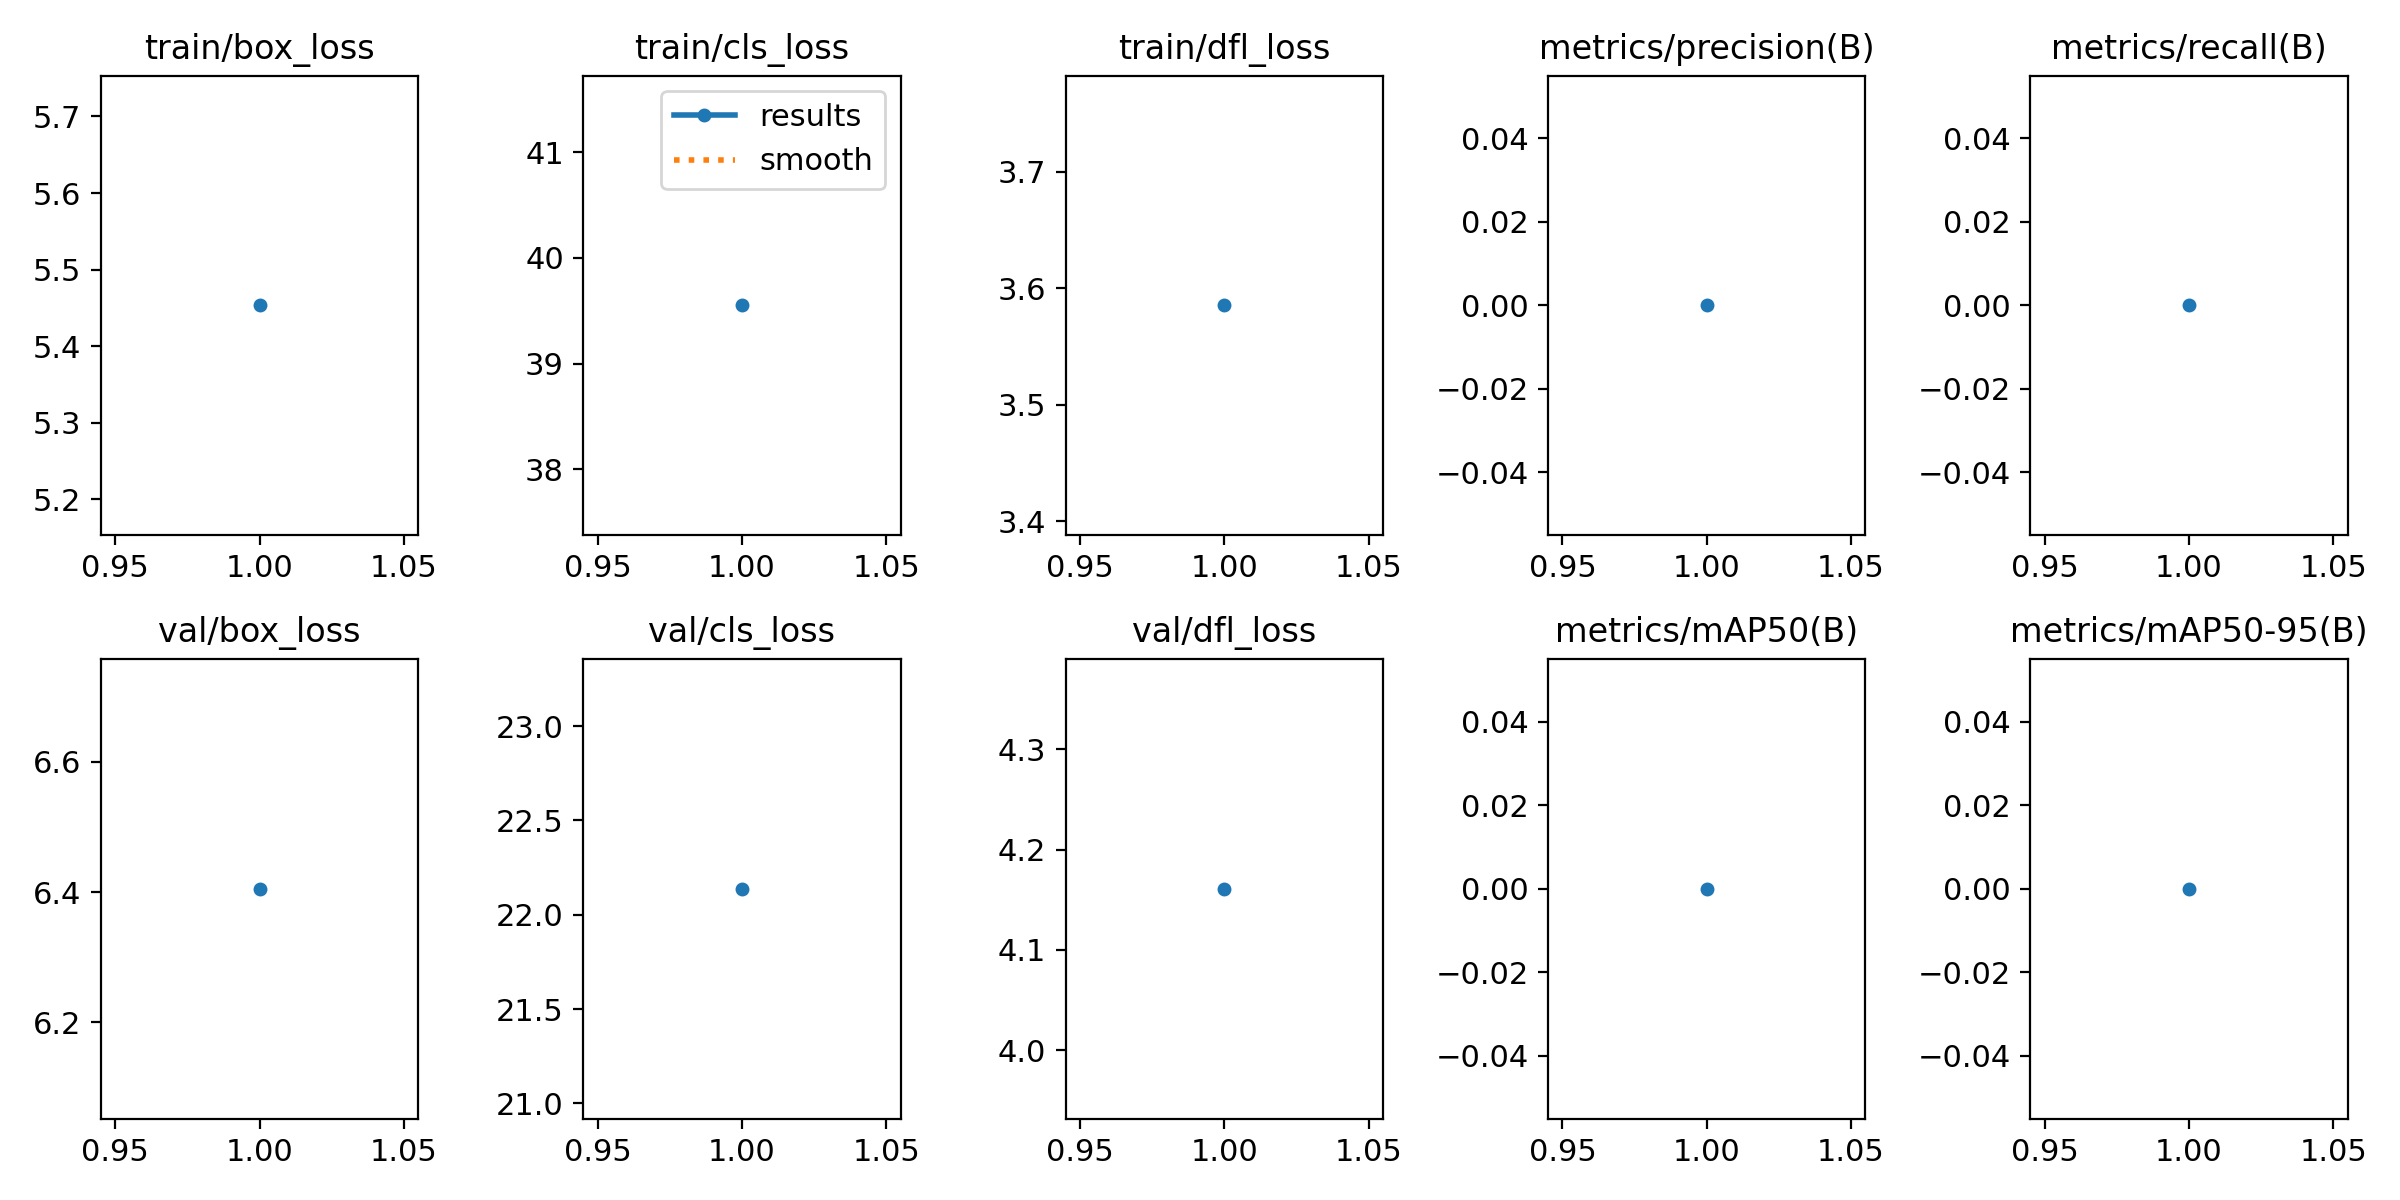 train/box_loss
5.7
5.6
5.5
5.4
5.3
5.2
0.95 1.00 1.05
train/cls_loss
results
smooth
41
40
39
38
0.95 1.00 1.05
train/dfl_loss
3.7
3.6
3.5
3.4
0.95 1.00 1.05
metrics/precision(B)
0.04
0.02
0.00
−0.02
−0.04
0.95 1.00 1.05
metrics/recall(B)
0.04
0.02
0.00
−0.02
−0.04
0.95 1.00 1.05
val/box_loss
6.6
6.4
6.2
0.95 1.00 1.05
val/cls_loss
23.0
22.5
22.0
21.5
21.0
0.95 1.00 1.05
val/dfl_loss
4.3
4.2
4.1
4.0
0.95 1.00 1.05
metrics/mAP50(B)
0.04
0.02
0.00
−0.02
−0.04
0.95 1.00 1.05
metrics/mAP50-95(B)
0.04
0.02
0.00
−0.02
−0.04
0.95 1.00 1.05